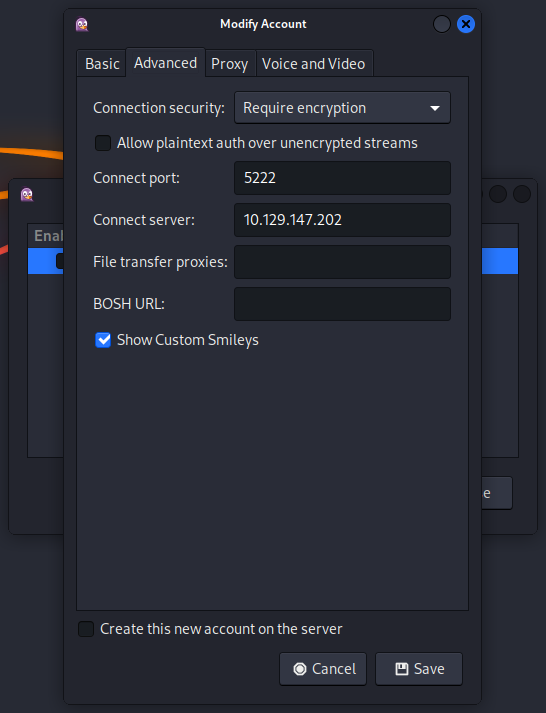 Modify Account
Basic
Advanced
Proxy
Voice and Video
Connection security:
Require encryption
Allow plaintext auth over unencrypted streams
Connect port:
5222
Connect server:
10.129.147.202
File transfer proxies:
BOSH URL:
Show Custom Smileys
Enal
e
Create this new account on the server
Cancel
Save